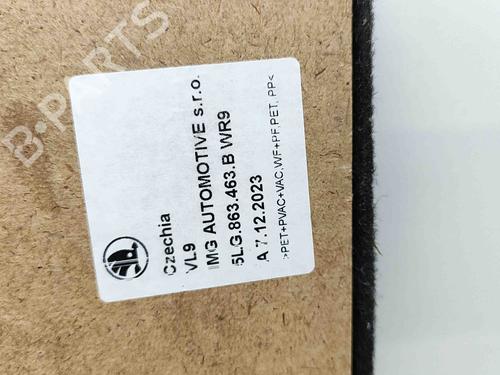 B-PARTS
Czechia
VL9
IMG AUTOMOTIVE s.r.o.
5LG.863.463.B WR9
A 7.12.2023
>PET+PVAC+VAC,WF+PF,PET, PP<